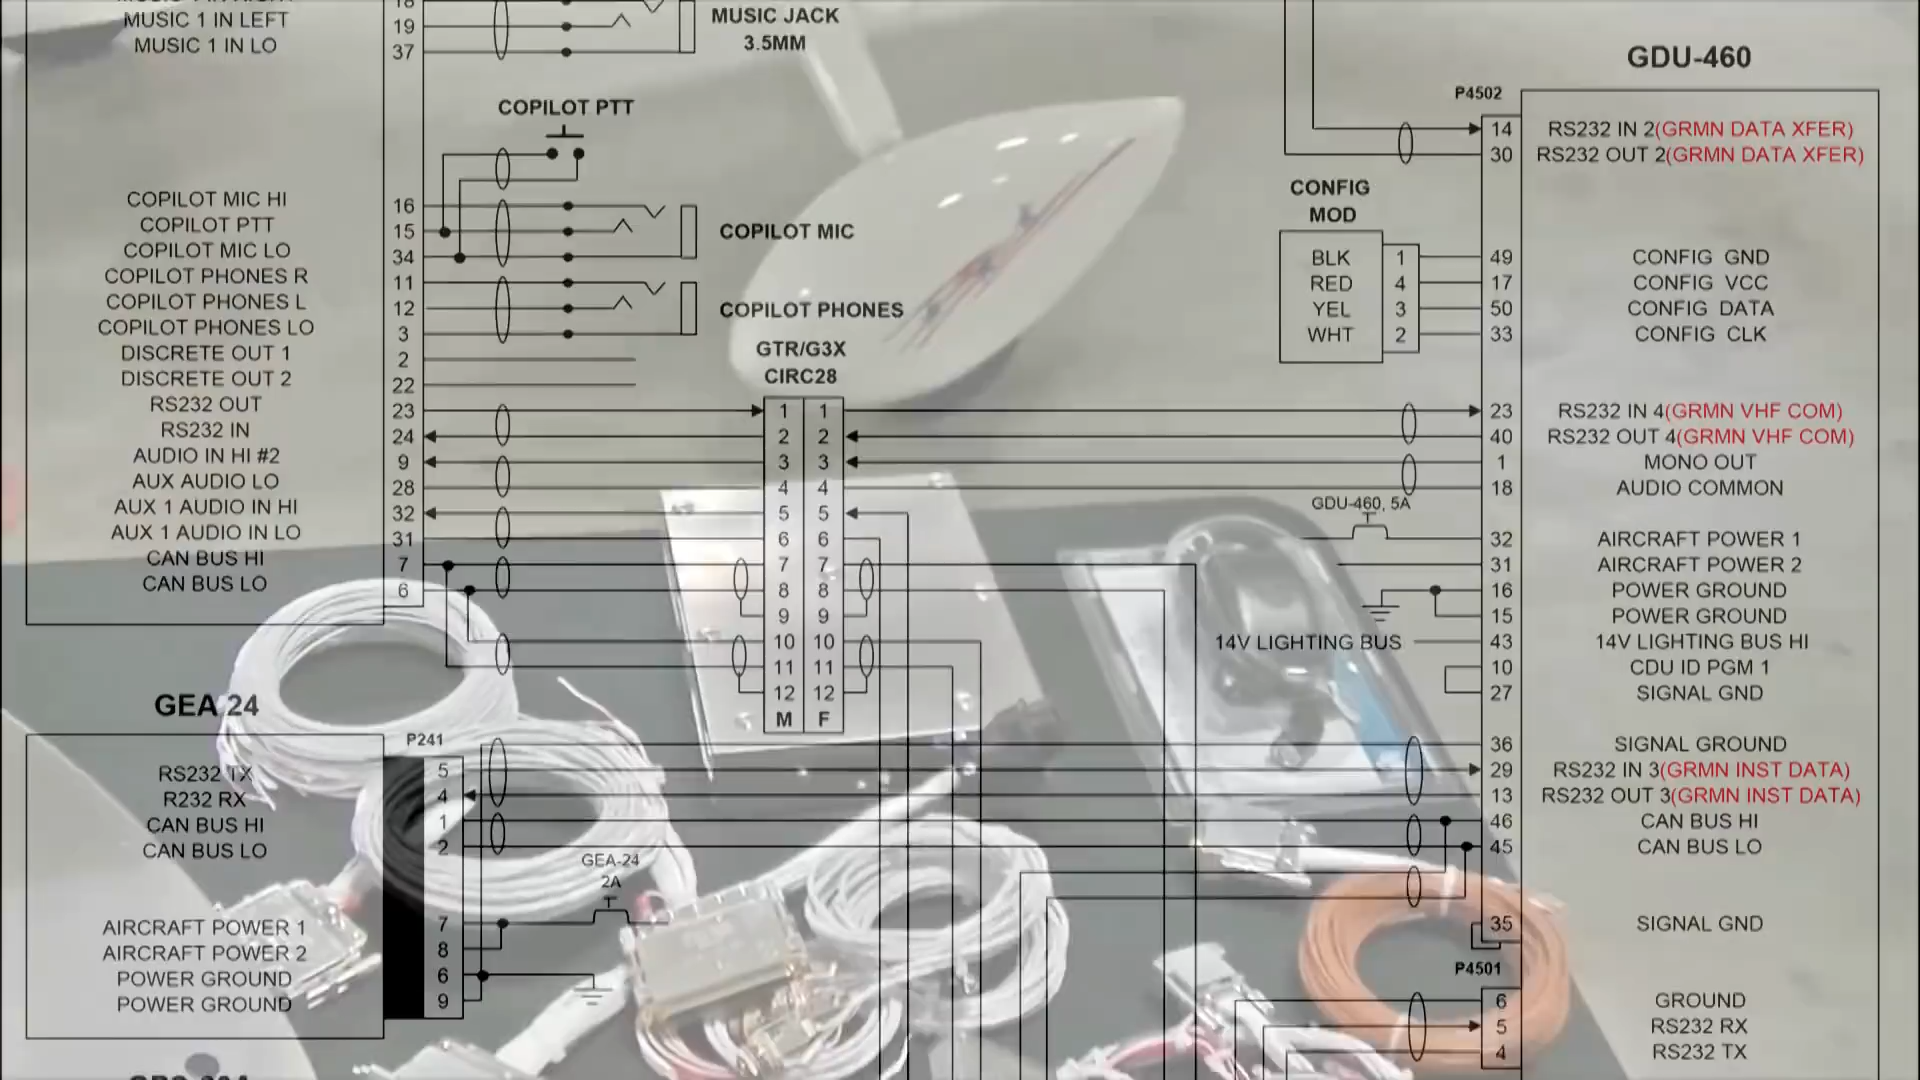 MUSIC 1 IN LEFT
MUSIC 1 IN LO
18
19
37
MUSIC JACK
3.5MM
COPILOT PTT
COPILOT MIC HI 16
COPILOT PTT 15
COPILOT MIC LO 34
COPILOT PHONES R 11
COPILOT PHONES L 12
COPILOT PHONES LO 3
DISCRETE OUT 1 2
DISCRETE OUT 2 22
RS232 OUT 23
RS232 IN 24
AUDIO IN HI #2 9
AUX AUDIO LO 28
AUX 1 AUDIO IN HI 32
AUX 1 AUDIO IN LO 31
CAN BUS HI 7
CAN BUS LO 6
COPILOT MIC
COPILOT PHONES
GTR/G3X
CIRC28
1 1
2 2
3 3
4 4
5 5
6 6
7 7
8 8
9 9
10 10
11 11
12 12
M F
GEA 24
P241
RS232 TX 5
R232 RX 4
CAN BUS HI 1
CAN BUS LO 2
AIRCRAFT POWER 1 7
AIRCRAFT POWER 2 8
POWER GROUND 6
POWER GROUND 9
GEA-24
2A
GDU-460
P4502
14 RS232 IN 2(GRMN DATA XFER)
30 RS232 OUT 2(GRMN DATA XFER)
CONFIG
MOD
BLK 1 49 CONFIG GND
RED 4 17 CONFIG VCC
YEL 3 50 CONFIG DATA
WHT 2 33 CONFIG CLK
23 RS232 IN 4(GRMN VHF COM)
40 RS232 OUT 4(GRMN VHF COM)
1 MONO OUT
18 AUDIO COMMON
GDU-460, 5A
32 AIRCRAFT POWER 1
31 AIRCRAFT POWER 2
16 POWER GROUND
15 POWER GROUND
14V LIGHTING BUS 43 14V LIGHTING BUS HI
10 CDU ID PGM 1
27 SIGNAL GND
36 SIGNAL GROUND
29 RS232 IN 3(GRMN INST DATA)
13 RS232 OUT 3(GRMN INST DATA)
46 CAN BUS HI
45 CAN BUS LO
35 SIGNAL GND
P4501
6 GROUND
5 RS232 RX
4 RS232 TX